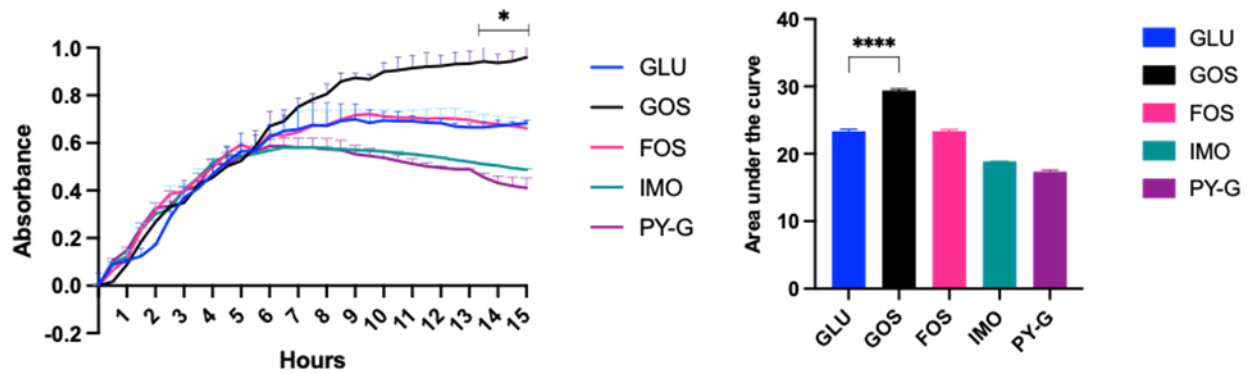 *
1.0
0.8
0.6
0.4
0.2
0.0
-0.2
Absorbance
1 2 3 4 5 6 7 8 9 10 11 12 13 14 15
Hours
GLU
GOS
FOS
IMO
PY-G
****
40
30
20
10
0
Area under the curve
GLU GOS FOS IMO PY-G
GLU
GOS
FOS
IMO
PY-G